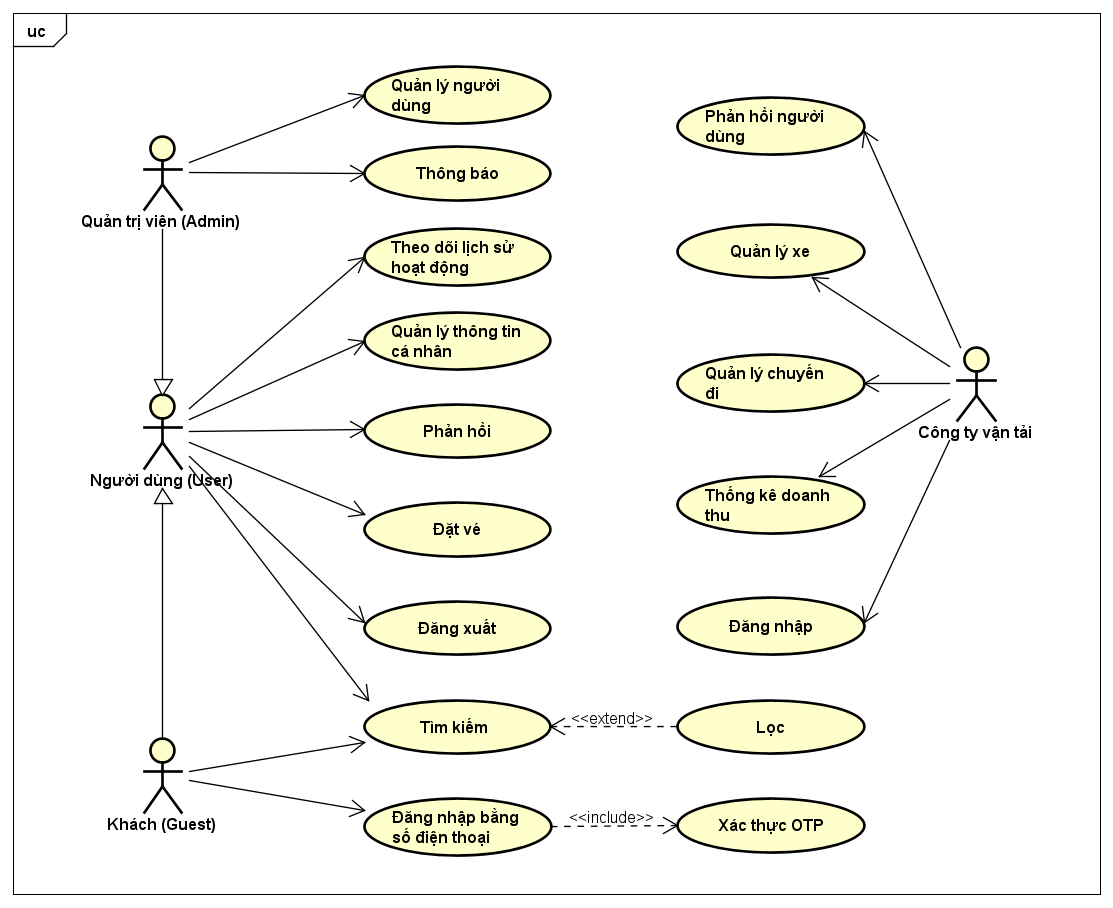 uc
Quản lý người
dùng
Thông báo
Quản trị viên (Admin)
Theo dõi lịch sử
hoạt động
Quản lý thông tin
cá nhân
Phản hồi
Người dùng (User)
Đặt vé
Đăng xuất
Tìm kiếm
<<extend>>
Lọc
Khách (Guest)
Đăng nhập bằng
số điện thoại
<<include>>
Xác thực OTP
Phản hồi người
dùng
Quản lý xe
Quản lý chuyến
đi
Công ty vận tải
Thống kê doanh
thu
Đăng nhập